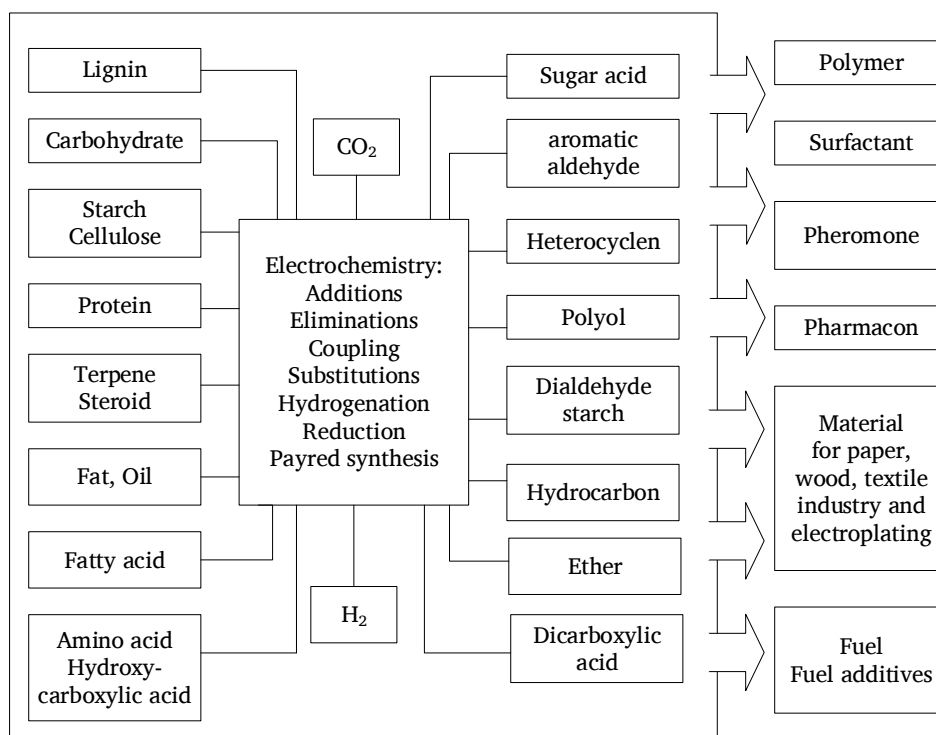 Lignin
Carbohydrate
Starch
Cellulose
Protein
Terpene
Steroid
Fat, Oil
Fatty acid
Amino acid
Hydroxy-
carboxylic acid
CO₂
Electrochemistry:
Additions
Eliminations
Coupling
Substitutions
Hydrogenation
Reduction
Payred synthesis
H₂
Sugar acid
aromatic
aldehyde
Heterocyclen
Polyol
Dialdehyde
starch
Hydrocarbon
Ether
Dicarboxylic
acid
Polymer
Surfactant
Pheromone
Pharmacon
Material
for paper,
wood, textile
industry and
electroplating
Fuel
Fuel additives